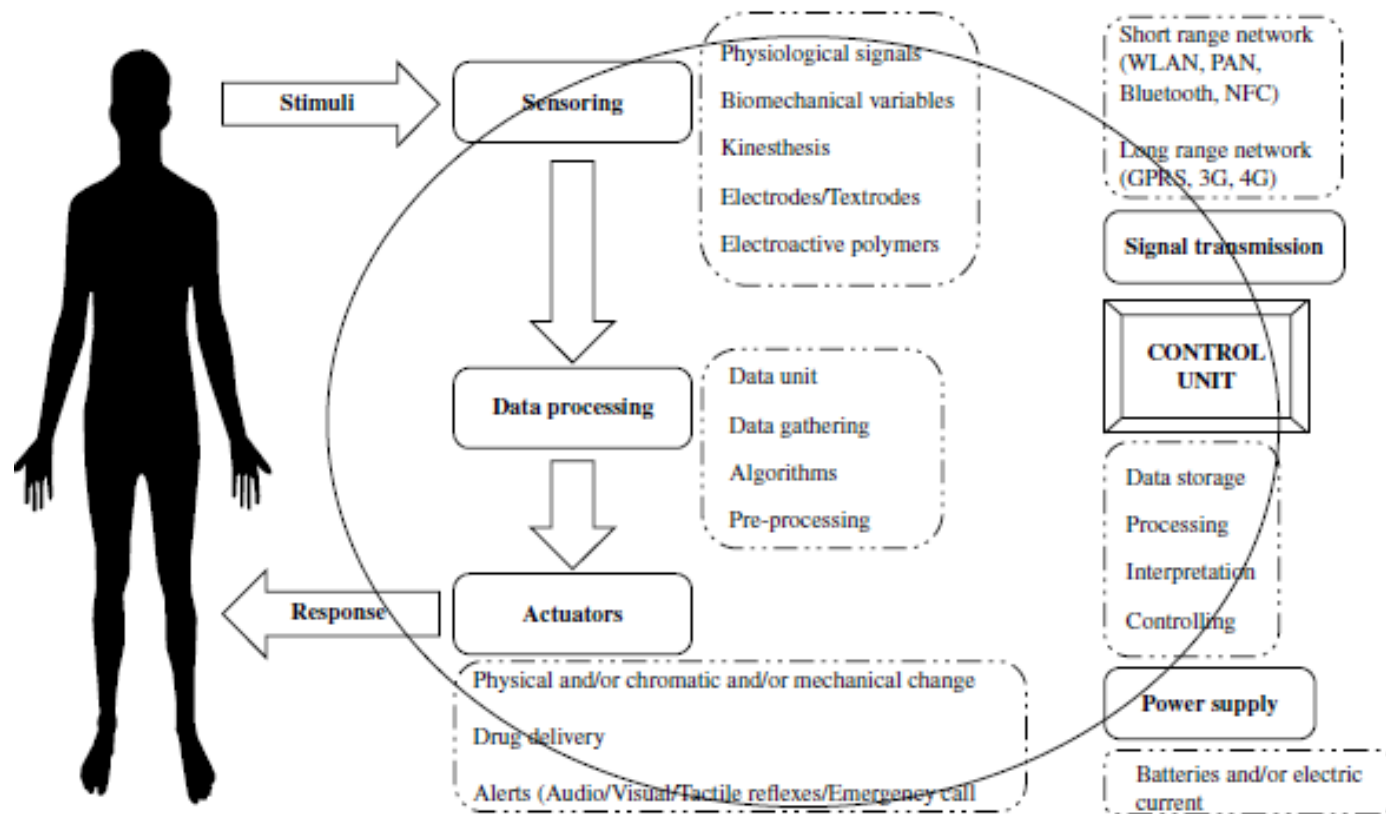 Stimuli
Sensoring
Physiological signals
Biomechanical variables
Kinesthesis
Electrodes/Textrodes
Electroactive polymers
Data processing
Data unit
Data gathering
Algorithms
Pre-processing
Response
Actuators
Physical and/or chromatic and/or mechanical change
Drug delivery
Alerts (Audio/Visual/Tactile reflexes/Emergency call
Short range network
(WLAN, PAN,
Bluetooth, NFC)
Long range network
(GPRS, 3G, 4G)
Signal transmission
CONTROL
UNIT
Data storage
Processing
Interpretation
Controlling
Power supply
Batteries and/or electric
current